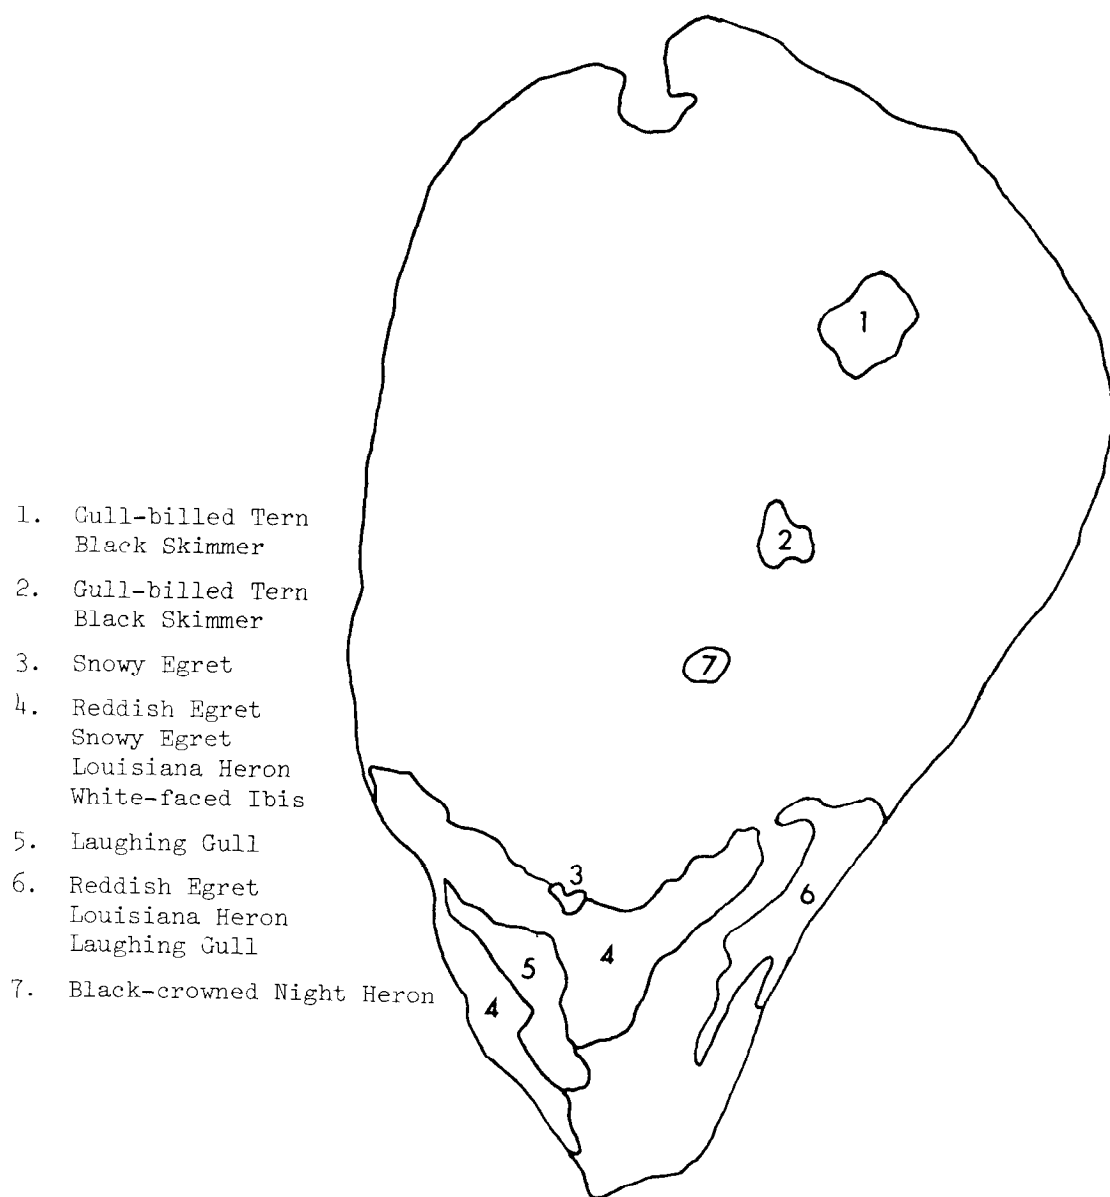 1. Gull-billed Tern
Black Skimmer
2. Gull-billed Tern
Black Skimmer
3. Snowy Egret
4. Reddish Egret
Snowy Egret
Louisiana Heron
White-faced Ibis
5. Laughing Gull
6. Reddish Egret
Louisiana Heron
Laughing Gull
7. Black-crowned Night Heron
1
2
7
3
6
4
5
4